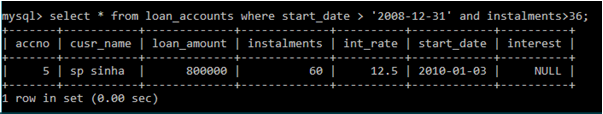 mysql> select * from loan_accounts where start_date > '2008-12-31' and instalments>36;
+-------+-----------+-------------+-------------+----------+------------+----------+
| accno | cusr_name | loan_amount | instalments | int_rate | start_date | interest |
+-------+-----------+-------------+-------------+----------+------------+----------+
|     5 | sp sinha  |      800000 |          60 |     12.5 | 2010-01-03 |     NULL |
+-------+-----------+-------------+-------------+----------+------------+----------+
1 row in set (0.00 sec)